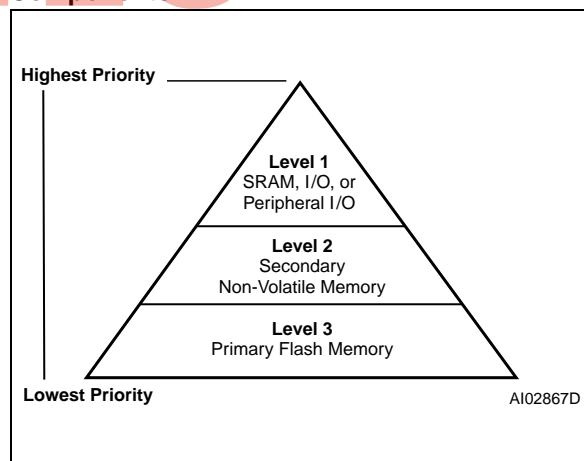 Highest Priority
Level 1
SRAM, I/O, or
Peripheral I/O
Level 2
Secondary
Non-Volatile Memory
Level 3
Primary Flash Memory
Lowest Priority
AI02867D